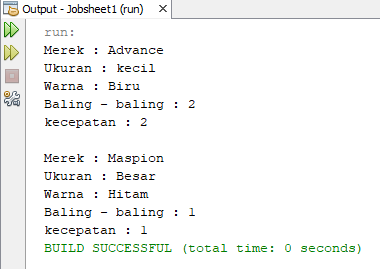 Output - Jobsheet1 (run)
run:
Merek : Advance
Ukuran : kecil
Warna : Biru
Baling - baling : 2
kecepatan : 2
Merek : Maspion
Ukuran : Besar
Warna : Hitam
Baling - baling : 1
kecepatan : 1
BUILD SUCCESSFUL (total time: 0 seconds)